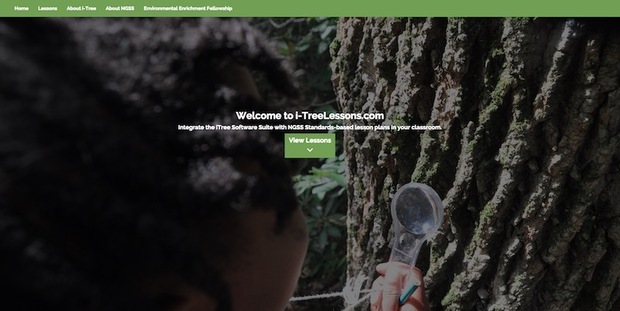 Home Lessons About i-Tree About NGSS Environmental Enrichment Fellowship
Welcome to i-TreeLessons.com
Integrate the iTree Software Suite with NGSS Standards-based lesson plans in your classroom.
View Lessons